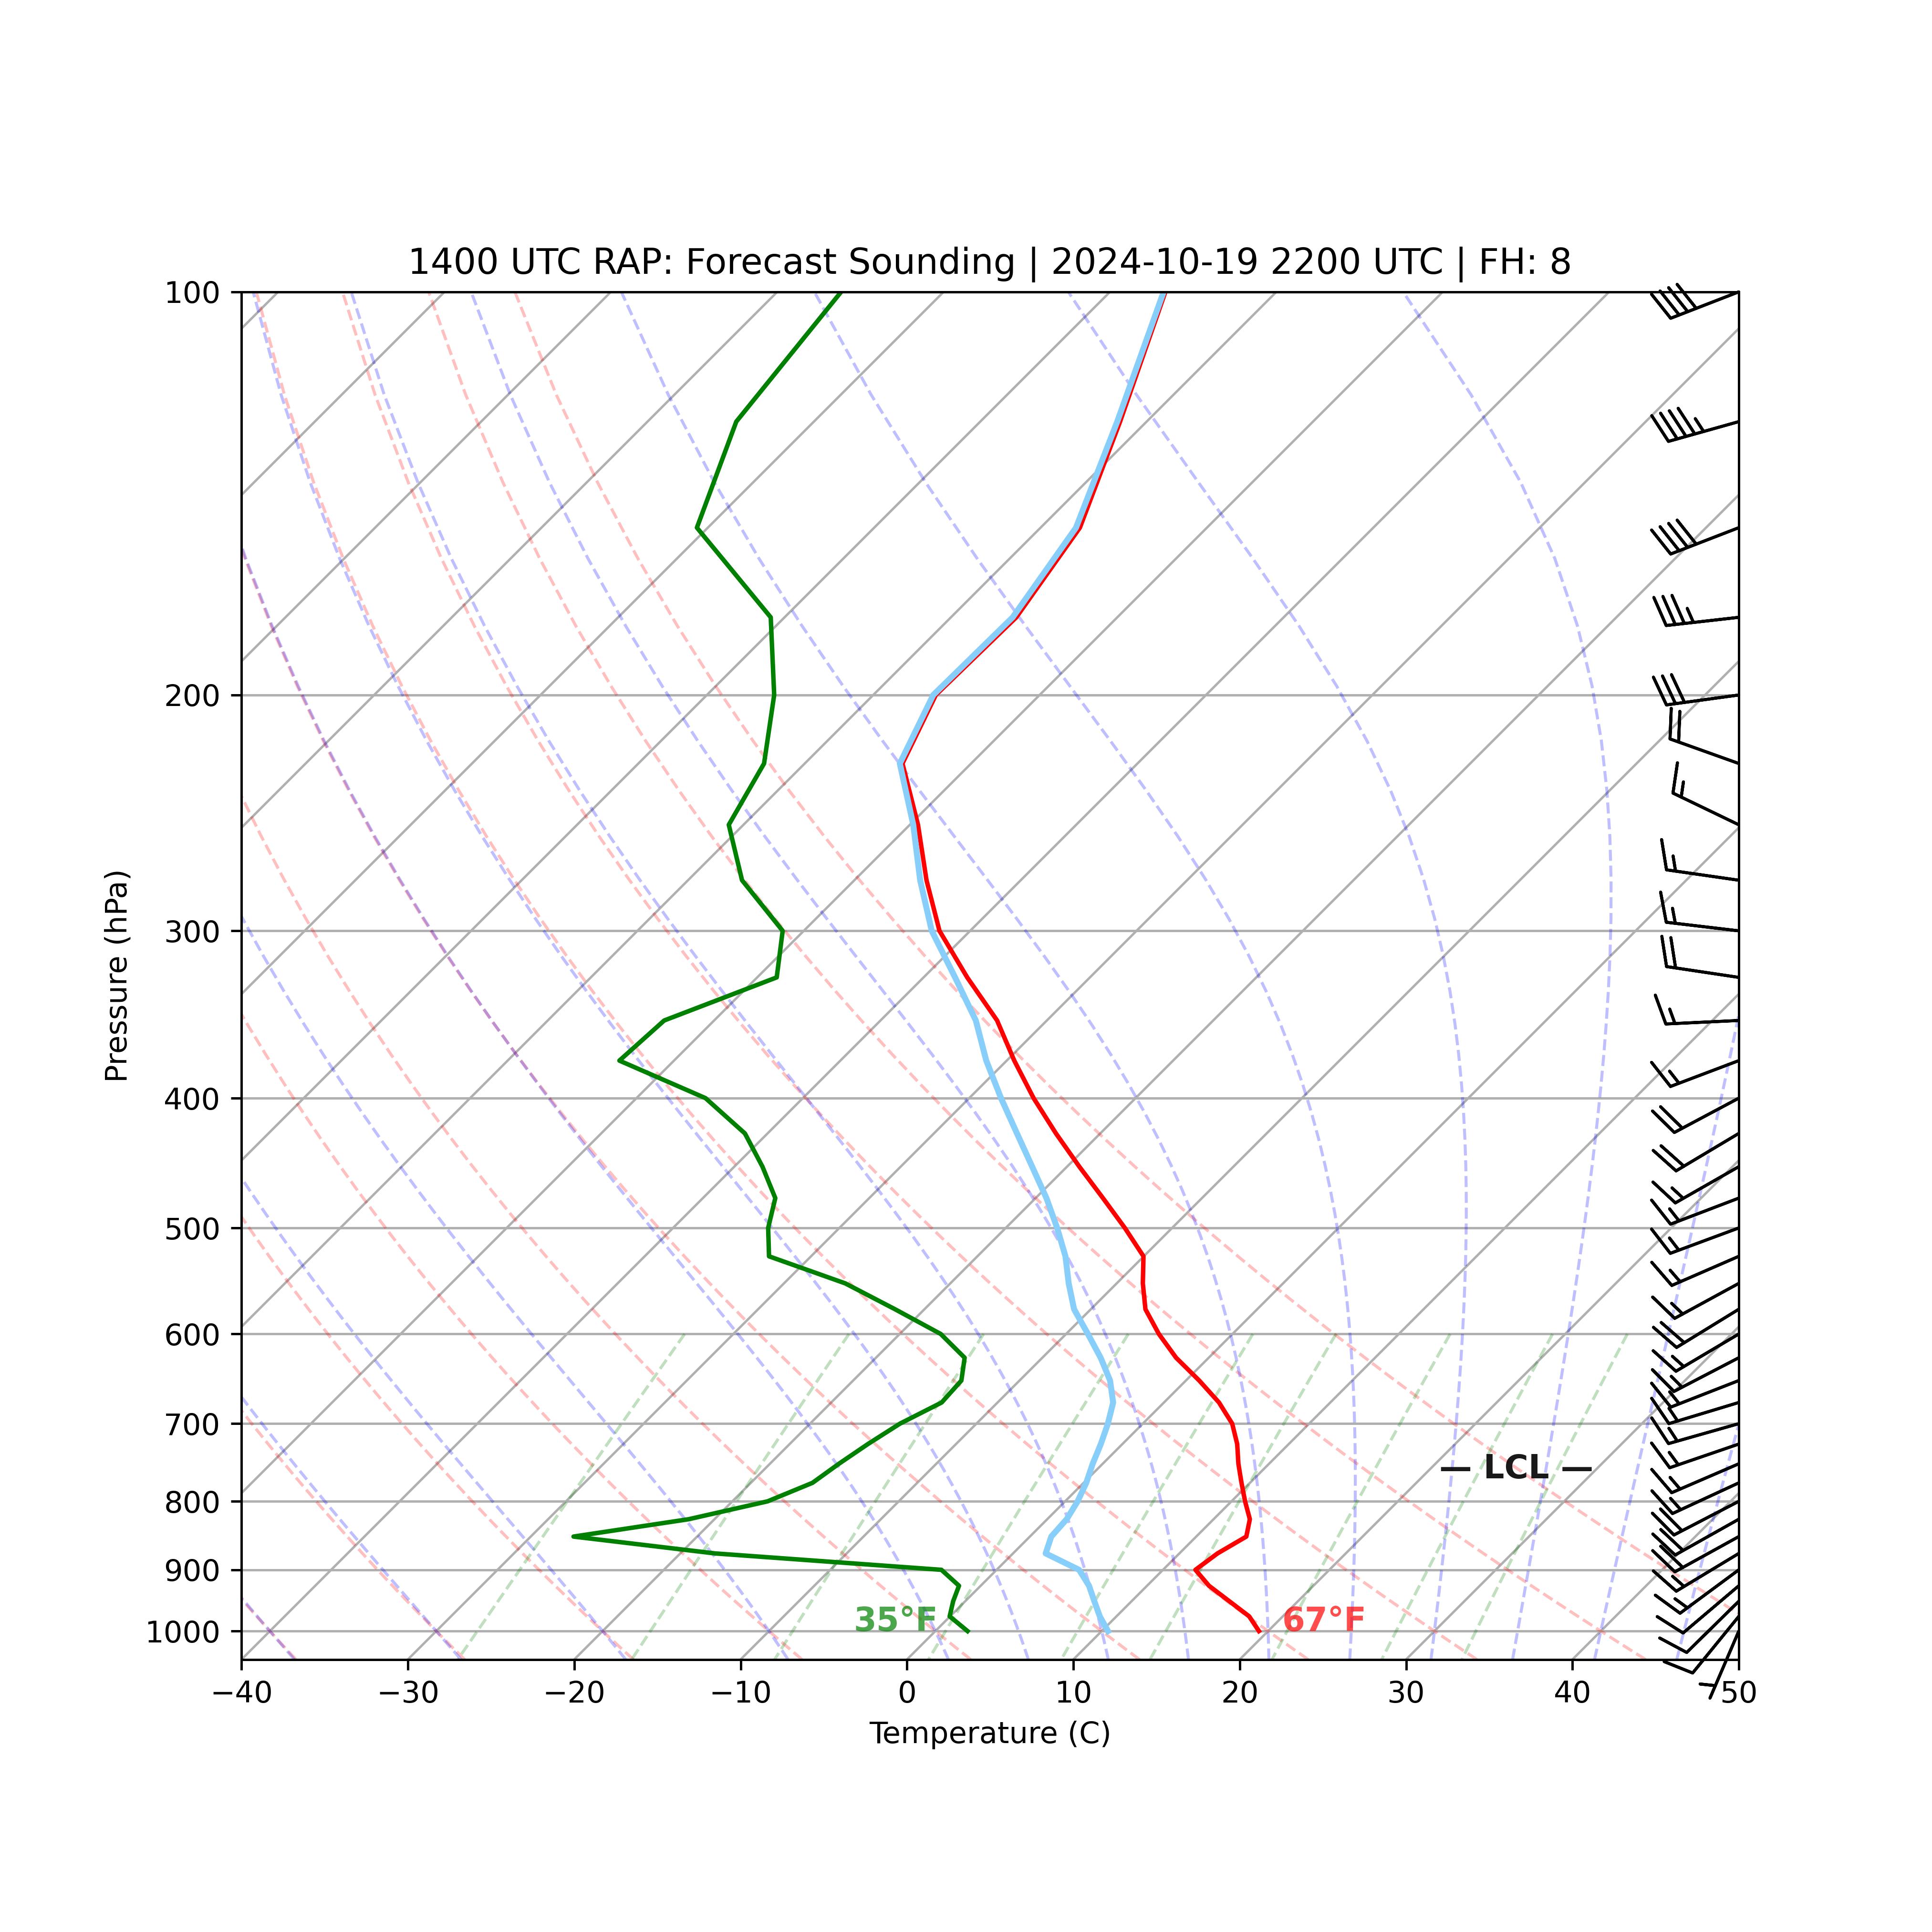 1400 UTC RAP: Forecast Sounding | 2024-10-19 2200 UTC | FH: 8
100
200
300
400
500
600
700
800
900
1000
Pressure (hPa)
— LCL —
35°F
67°F
−40 −30 −20 −10 0 10 20 30 40 50
Temperature (C)